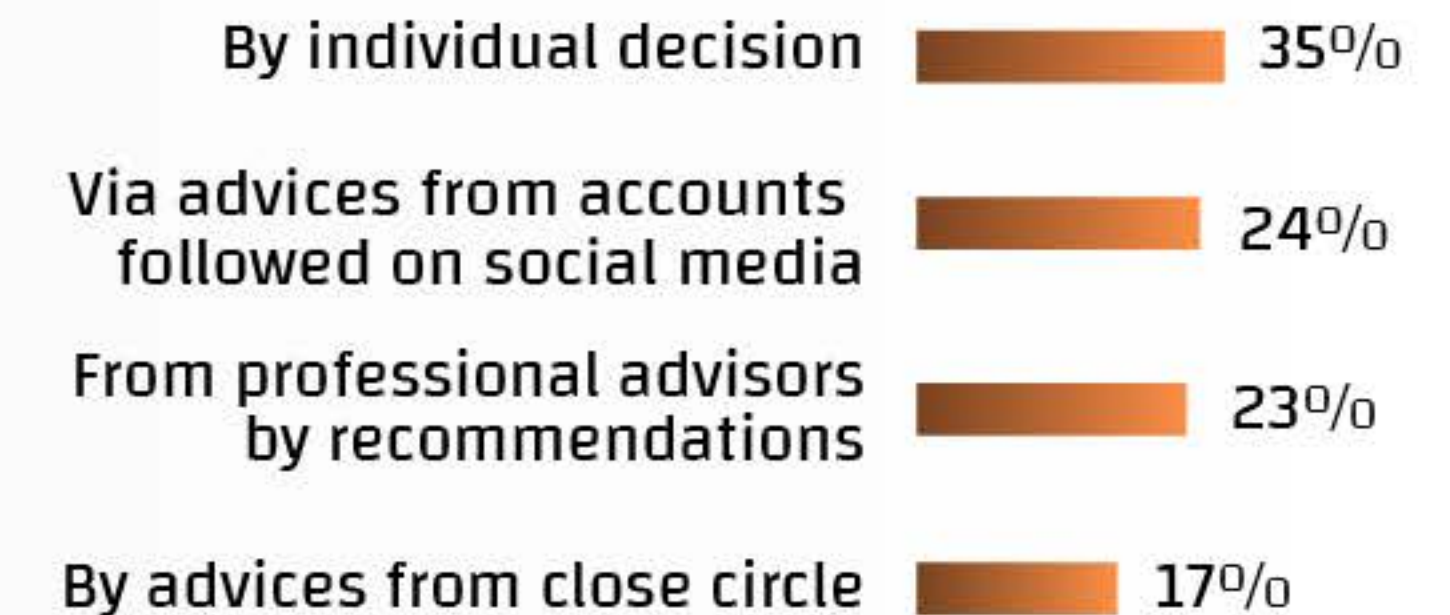 By individual decision 35%
Via advices from accounts
followed on social media 24%
From professional advisors
by recommendations 23%
By advices from close circle 17%